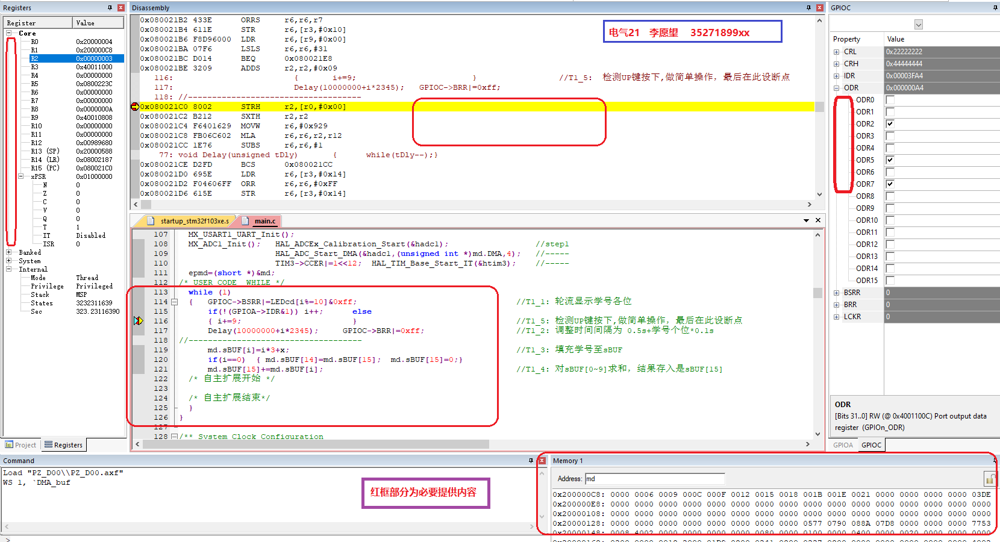 Registers
Register Value
Core
R0 0x20000004
R1 0x200000C8
R2 0x00000003
R3 0x40011000
R4 0x00000000
R5 0x0800223C
R6 0x00000000
R7 0x00000000
R8 0x0000000A
R9 0x40010808
R10 0x00000000
R11 0x00000000
R12 0x00989680
R13 (SP) 0x20000588
R14 (LR) 0x08002187
R15 (PC) 0x080021C0
xPSR 0x01000000
N 0
Z 0
C 0
V 0
Q 0
T 1
IT Disabled
ISR 0
Banked
System
Internal
Mode Thread
Privilege Privileged
Stack MSP
States 3232311639
Sec 323.23116390
Project Registers
Disassembly
0x080021B2 433E ORRS r6,r6,r7
0x080021B4 611E STR r6,[r3,#0x10]
0x080021B6 F8D96000 LDR r6,[r9,#0x00]
0x080021BA 07F6 LSLS r6,r6,#31
0x080021BC D014 BEQ 0x080021E8
0x080021BE 3209 ADDS r2,r2,#0x09
116: { i+=9; } //T1_5: 检测UP键按下,做简单操作，最后在此设断点
117: Delay(10000000+i*2345); GPIOC->BRR|=0xff;
118: //------------------------------------
0x080021C0 8002 STRH r2,[r0,#0x00]
0x080021C2 B212 SXTH r2,r2
0x080021C4 F6401629 MOVW r6,#0x929
0x080021C8 FB06C602 MLA r6,r6,r2,r12
0x080021CC 1E76 SUBS r6,r6,#1
77: void Delay(unsigned tDly) { while(tDly--);}
0x080021CE D2FD BCS 0x080021CC
0x080021D0 695E LDR r6,[r3,#0x14]
0x080021D2 F04606FF ORR r6,r6,#0xFF
0x080021D6 615E STR r6,[r3,#0x14]
电气21 李愿望 35271899xx
startup_stm32f103xe.s main.c
107 MX_USART1_UART_Init();
108 MX_ADC1_Init(); HAL_ADCEx_Calibration_Start(&hadc1); //step1
109 HAL_ADC_Start_DMA(&hadc1,(unsigned int *)md.DMA,4); //-----
110 TIM3->CCER|=1<<12; HAL_TIM_Base_Start_IT(&htim3); //-----
111 epmd=(short *)&md;
112 /* USER CODE WHILE */
113 while (1)
114 { GPIOC->BSRR|=LEDcd[i%=10]&0xff; //T1_1: 轮流显示学号各位
115 if(!(GPIOA->IDR&1)) i++; else
116 { i+=9; } //T1_5: 检测UP键按下,做简单操作，最后在此设断点
117 Delay(10000000+i*2345); GPIOC->BRR|=0xff; //T1_2: 调整时间间隔为 0.5s+学号个位*0.1s
118 //------------------------------------
119 md.sBUF[i]=i*3+x; //T1_3: 填充学号至sBUF
120 if(i==0) { md.sBUF[14]=md.sBUF[15]; md.sBUF[15]=0;}
121 md.sBUF[15]+=md.sBUF[i]; //T1_4: 对sBUF[0~9]求和，结果存入是sBUF[15]
122 /* 自主扩展开始 */
123
124 /* 自主扩展结束*/
125 }
126 }
127
128 /** System Clock Configuration
GPIOC
Property Value
CRL 0x22222222
CRH 0x44444444
IDR 0x00003FA4
ODR 0x000000A4
ODR0
ODR1
ODR2
ODR3
ODR4
ODR5
ODR6
ODR7
ODR8
ODR9
ODR10
ODR11
ODR12
ODR13
ODR14
ODR15
BSRR 0
BRR 0
LCKR 0
ODR
[Bits 31..0] RW (@ 0x4001100C) Port output data
register (GPIOn_ODR)
GPIOA GPIOC
Command
Load "PZ_D00\\PZ_D00.axf"
WS 1, `DMA_buf
>
红框部分为必要提供内容
Memory 1
Address: md
0x200000C8: 0000 0006 0009 000C 000F 0012 0015 0018 001B 001E 0021 0000 0000 0000 0000 03DE
0x200000E8: 0000 0000 0000 0000 0000 0000 0000 0000 0000 0000 0000 0000 0000 0000 0000 0000
0x20000108: 0000 0000 0000 0000 0000 0000 0000 0000 0000 0000 0000 0000 0000 0000 0000 0000
0x20000128: 0000 0000 0000 0000 0000 0000 0000 0000 0577 0790 088A 07D8 0000 0000 0000 7753
0x20000148: 0008 4002 0000 0000 0000 0000 0080 0000 0100 0000 0400 0000 0020 0000 0000 0000